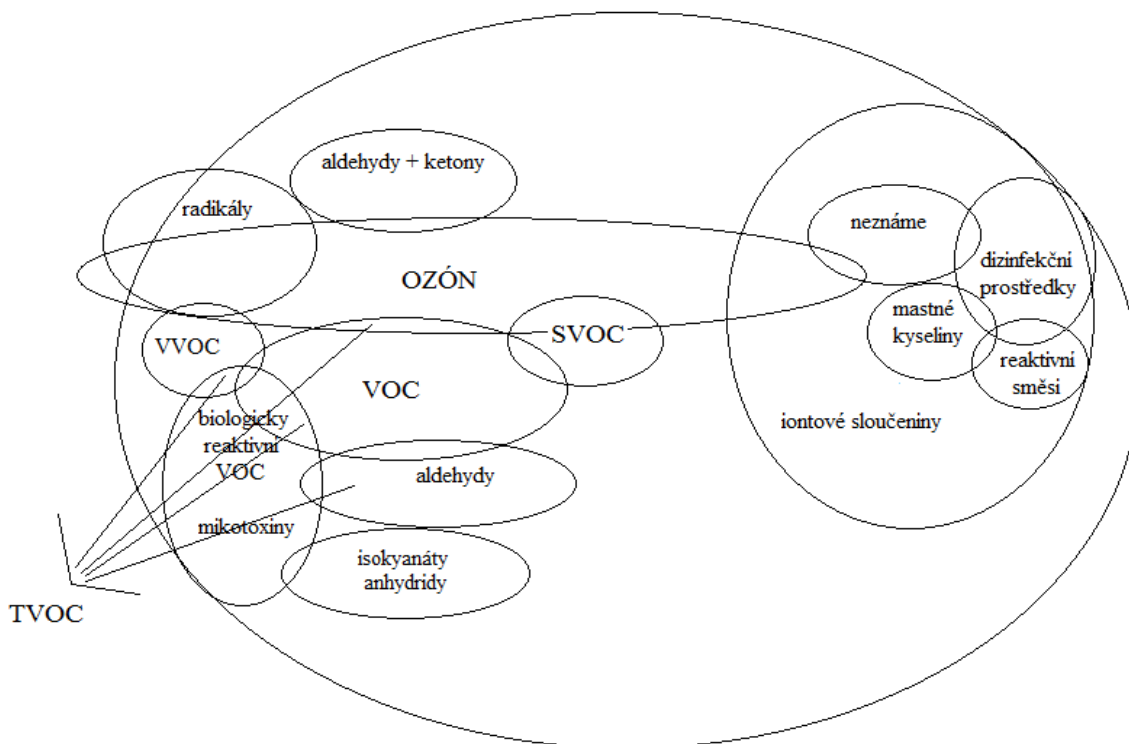 aldehydy + ketony
radikály
neznáme
OZÓN
dizinfekční
prostředky
mastné
kyseliny
SVOC
VVOC
reaktivní
směsi
VOC
biologicky
reaktivní
VOC
iontové sloučeniny
aldehydy
mikotoxiny
isokyanáty
anhydridy
TVOC